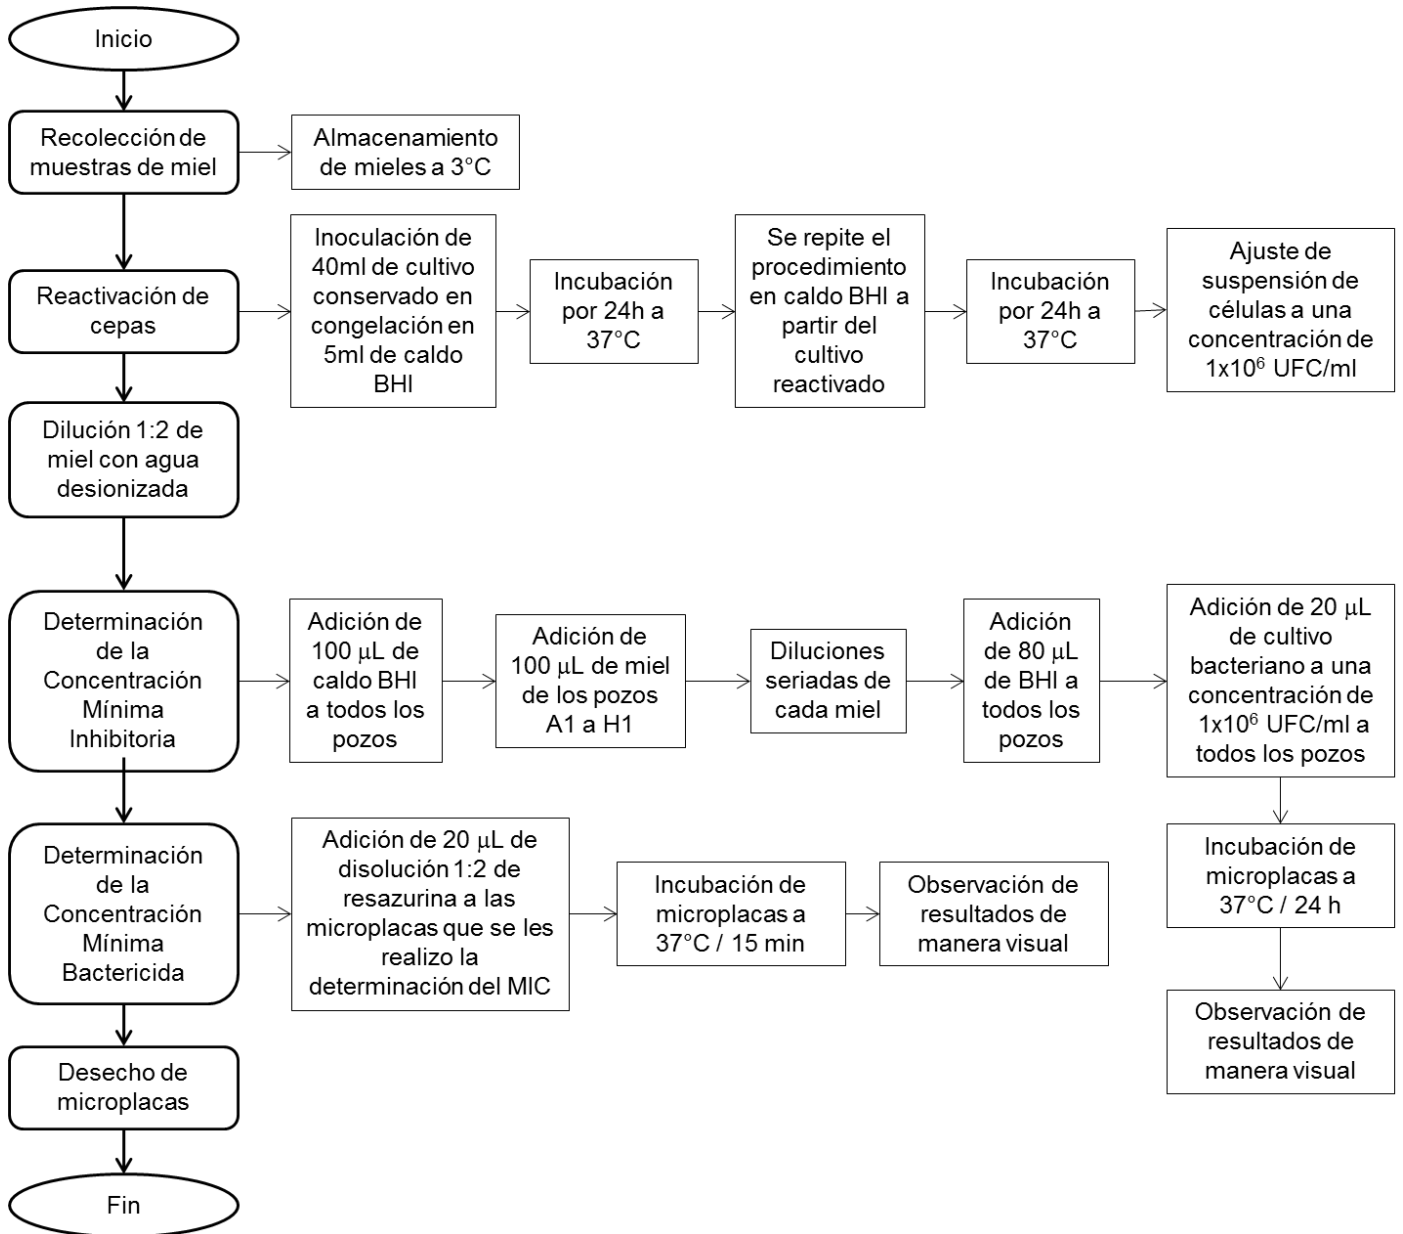 Inicio
Recolección de
muestras de miel
Almacenamiento
de mieles a 3°C
Reactivación de
cepas
Inoculación de
40ml de cultivo
conservado en
congelación en
5ml de caldo
BHI
Incubación
por 24h a
37°C
Se repite el
procedimiento
en caldo BHI a
partir del
cultivo
reactivado
Incubación
por 24h a
37°C
Ajuste de
suspensión de
células a una
concentración de
1x10⁶ UFC/ml
Dilución 1:2 de
miel con agua
desionizada
Determinación
de la
Concentración
Mínima
Inhibitoria
Adición de
100 μL de
caldo BHI
a todos los
pozos
Adición de
100 μL de miel
de los pozos
A1 a H1
Diluciones
seriadas de
cada miel
Adición
de 80 μL
de BHI a
todos los
pozos
Adición de 20 μL
de cultivo
bacteriano a una
concentración de
1x10⁶ UFC/ml a
todos los pozos
Incubación de
microplacas a
37°C / 24 h
Observación de
resultados de
manera visual
Determinación
de la
Concentración
Mínima
Bactericida
Adición de 20 μL de
disolución 1:2 de
resazurina a las
microplacas que se les
realizo la
determinación del MIC
Incubación de
microplacas a
37°C / 15 min
Observación de
resultados de
manera visual
Desecho de
microplacas
Fin